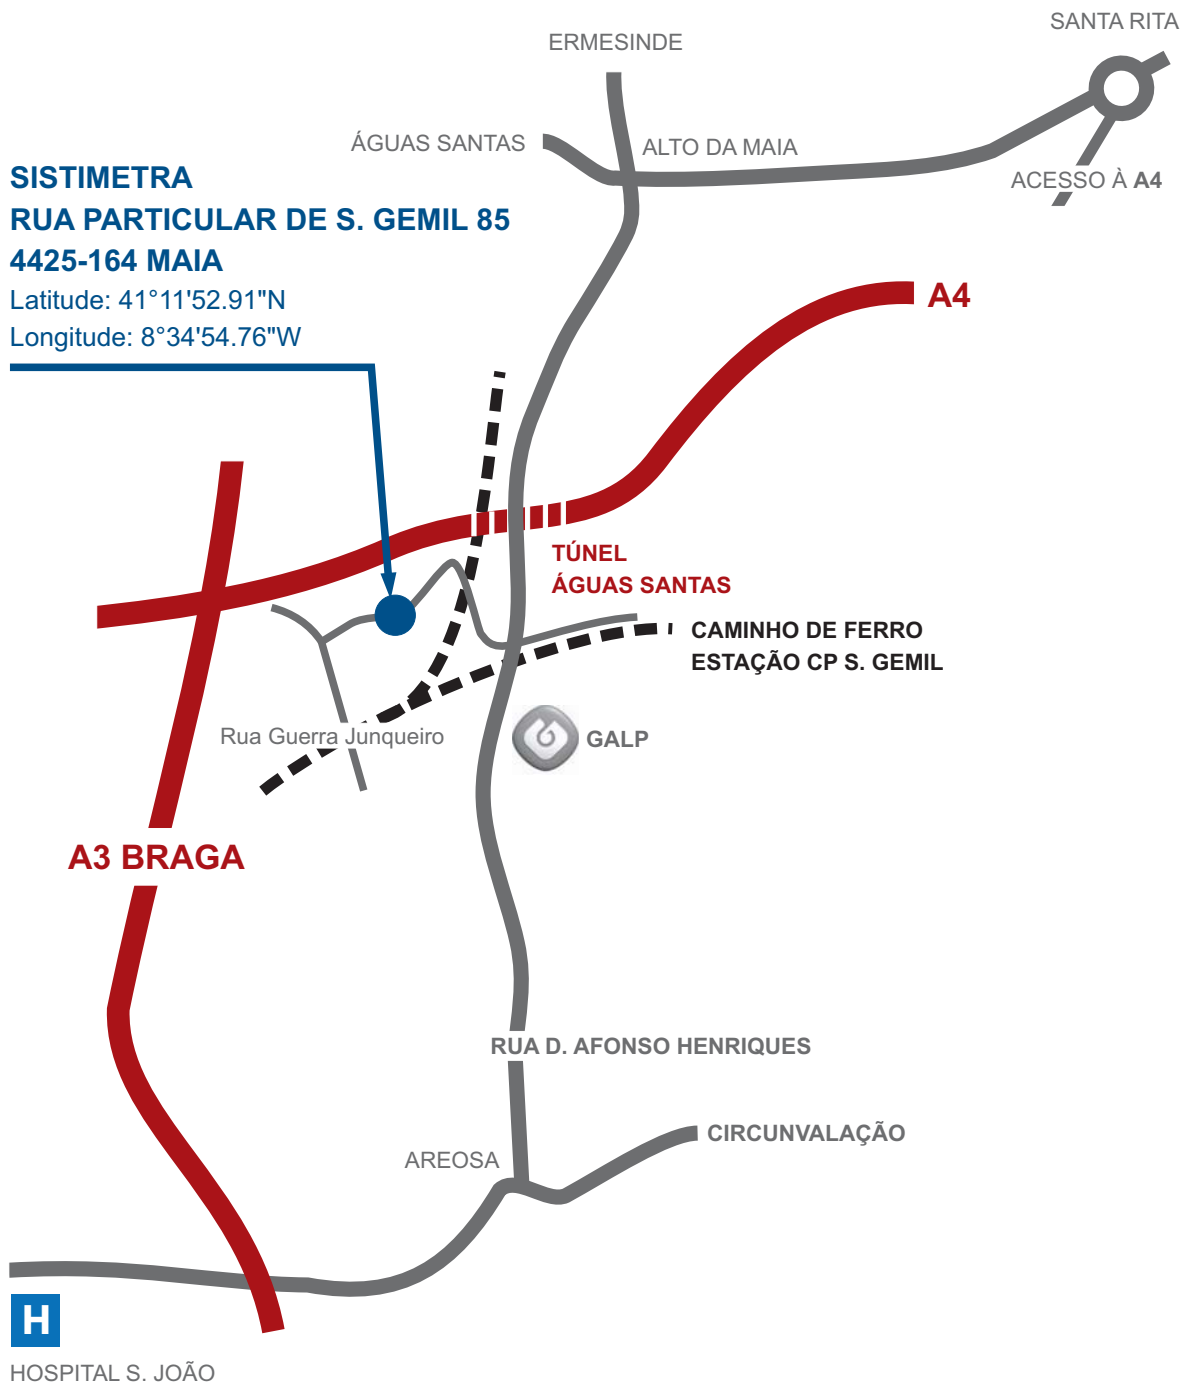 SANTA RITA
ERMESINDE
ÁGUAS SANTAS
ALTO DA MAIA
ACESSO À A4
SISTIMETRA
RUA PARTICULAR DE S. GEMIL 85
4425-164 MAIA
Latitude: 41°11'52.91"N
Longitude: 8°34'54.76"W
A4
TÚNEL
ÁGUAS SANTAS
CAMINHO DE FERRO
ESTAÇÃO CP S. GEMIL
Rua Guerra Junqueiro
GALP
A3 BRAGA
RUA D. AFONSO HENRIQUES
CIRCUNVALAÇÃO
AREOSA
H
HOSPITAL S. JOÃO